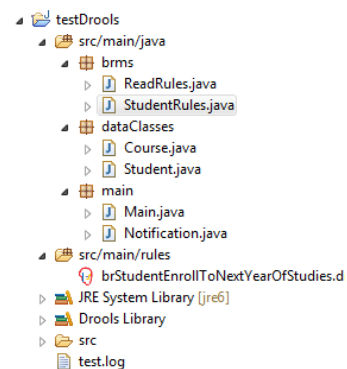 testDrools
src/main/java
brms
ReadRules.java
StudentRules.java
dataClasses
Course.java
Student.java
main
Main.java
Notification.java
src/main/rules
brStudentEnrollToNextYearOfStudies.d
JRE System Library [jre6]
Drools Library
src
test.log